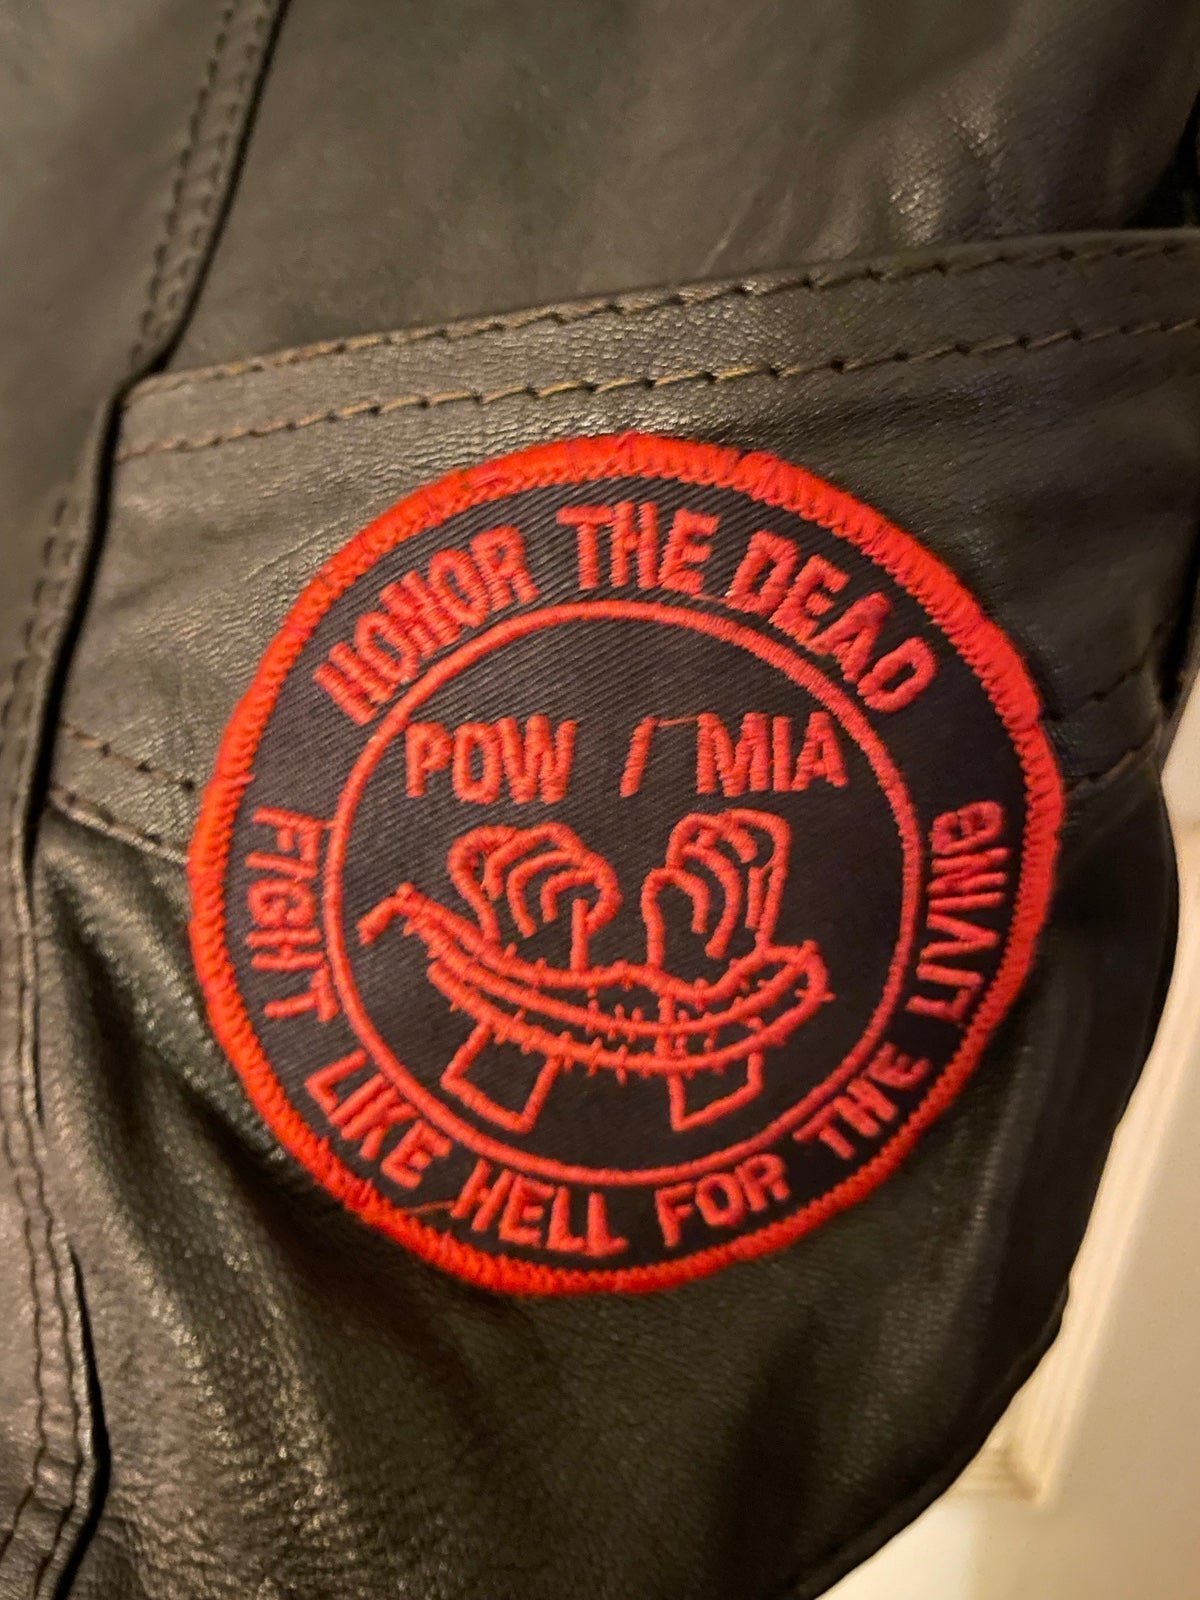 HONOR THE DEAD
POW / MIA
FIGHT LIKE HELL FOR THE LIVING